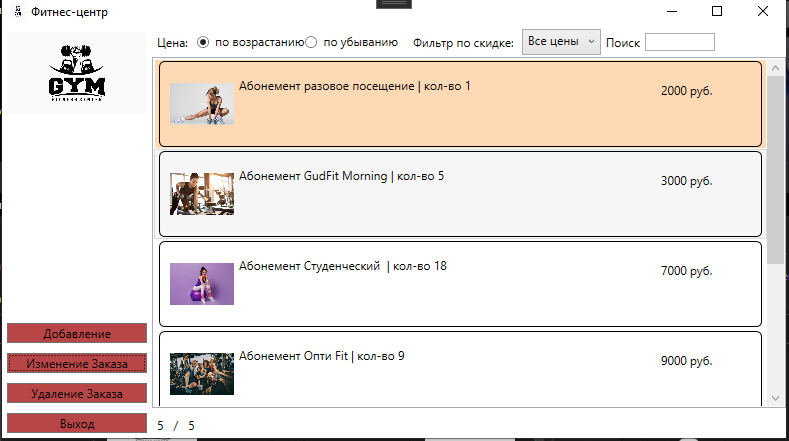 Фитнес-центр
GYM
FITNESS CENTER
Цена: по возрастанию по убыванию Фильтр по скидке: Все цены Поиск
Абонемент разовое посещение | кол-во 1 2000 руб.
Абонемент GudFit Morning | кол-во 5 3000 руб.
Абонемент Студенческий | кол-во 18 7000 руб.
Абонемент Опти Fit | кол-во 9 9000 руб.
Добавление
Изменение Заказа
Удаление Заказа
Выход
5 / 5